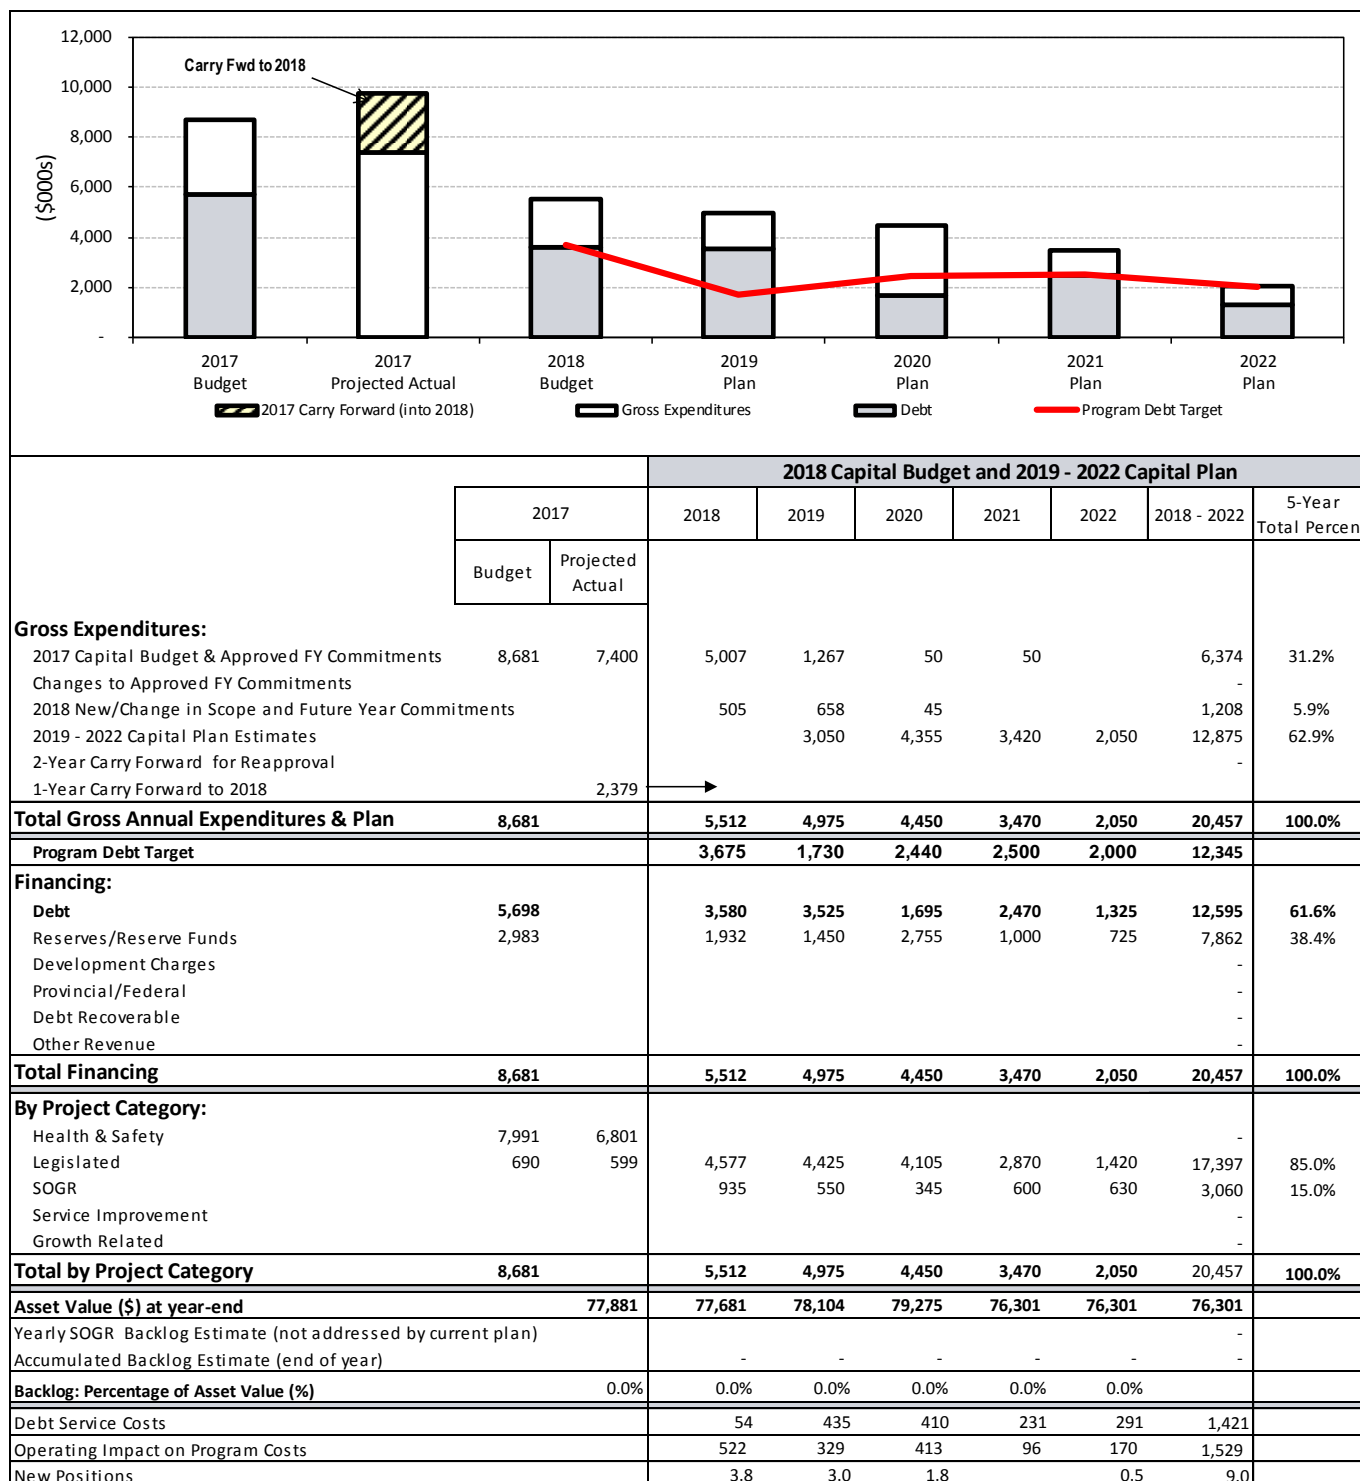 12,000
Carry Fwd to 2018
10,000
8,000
6,000
4,000
2,000
-
($000s)
2017 Budget
2017 Projected Actual
2018 Budget
2019 Plan
2020 Plan
2021 Plan
2022 Plan
2017 Carry Forward (into 2018) Gross Expenditures Debt Program Debt Target
2018 Capital Budget and 2019 - 2022 Capital Plan
2017 2018 2019 2020 2021 2022 2018 - 2022 5-Year Total Percen
Budget Projected Actual
Gross Expenditures:
2017 Capital Budget & Approved FY Commitments 8,681 7,400 5,007 1,267 50 50 6,374 31.2%
Changes to Approved FY Commitments -
2018 New/Change in Scope and Future Year Commitments 505 658 45 1,208 5.9%
2019 - 2022 Capital Plan Estimates 3,050 4,355 3,420 2,050 12,875 62.9%
2-Year Carry Forward for Reapproval -
1-Year Carry Forward to 2018 2,379
Total Gross Annual Expenditures & Plan 8,681 5,512 4,975 4,450 3,470 2,050 20,457 100.0%
Program Debt Target 3,675 1,730 2,440 2,500 2,000 12,345
Financing:
Debt 5,698 3,580 3,525 1,695 2,470 1,325 12,595 61.6%
Reserves/Reserve Funds 2,983 1,932 1,450 2,755 1,000 725 7,862 38.4%
Development Charges -
Provincial/Federal -
Debt Recoverable -
Other Revenue -
Total Financing 8,681 5,512 4,975 4,450 3,470 2,050 20,457 100.0%
By Project Category:
Health & Safety 7,991 6,801 -
Legislated 690 599 4,577 4,425 4,105 2,870 1,420 17,397 85.0%
SOGR 935 550 345 600 630 3,060 15.0%
Service Improvement -
Growth Related -
Total by Project Category 8,681 5,512 4,975 4,450 3,470 2,050 20,457 100.0%
Asset Value ($) at year-end 77,881 77,681 78,104 79,275 76,301 76,301 76,301
Yearly SOGR Backlog Estimate (not addressed by current plan) -
Accumulated Backlog Estimate (end of year) - - - - - -
Backlog: Percentage of Asset Value (%) 0.0% 0.0% 0.0% 0.0% 0.0% 0.0%
Debt Service Costs 54 435 410 231 291 1,421
Operating Impact on Program Costs 522 329 413 96 170 1,529
New Positions 3.8 3.0 1.8 0.5 9.0